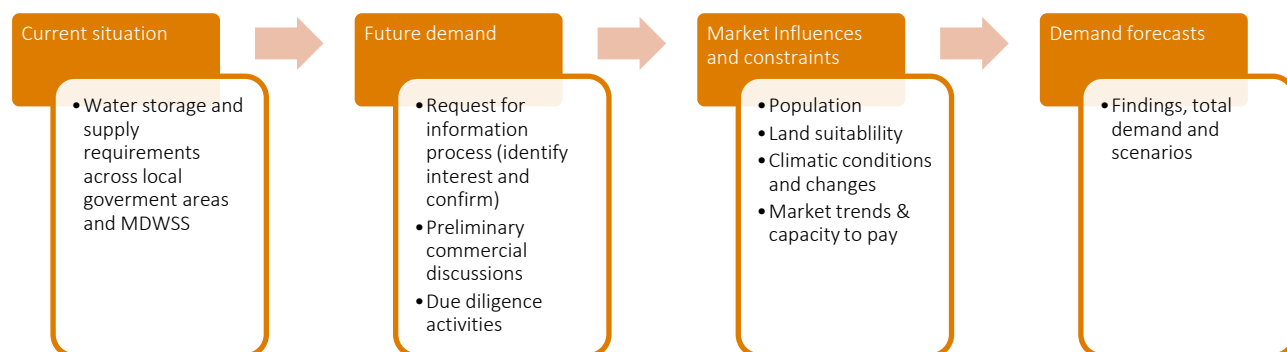 Current situation
• Water storage and
supply
requirements
across local
goverment areas
and MDWSS
Future demand
• Request for
information
process (identify
interest and
confirm)
• Preliminary
commercial
discussions
• Due diligence
activities
Market Influences
and constraints
• Population
• Land suitablility
• Climatic conditions
and changes
• Market trends &
capacity to pay
Demand forecasts
• Findings, total
demand and
scenarios